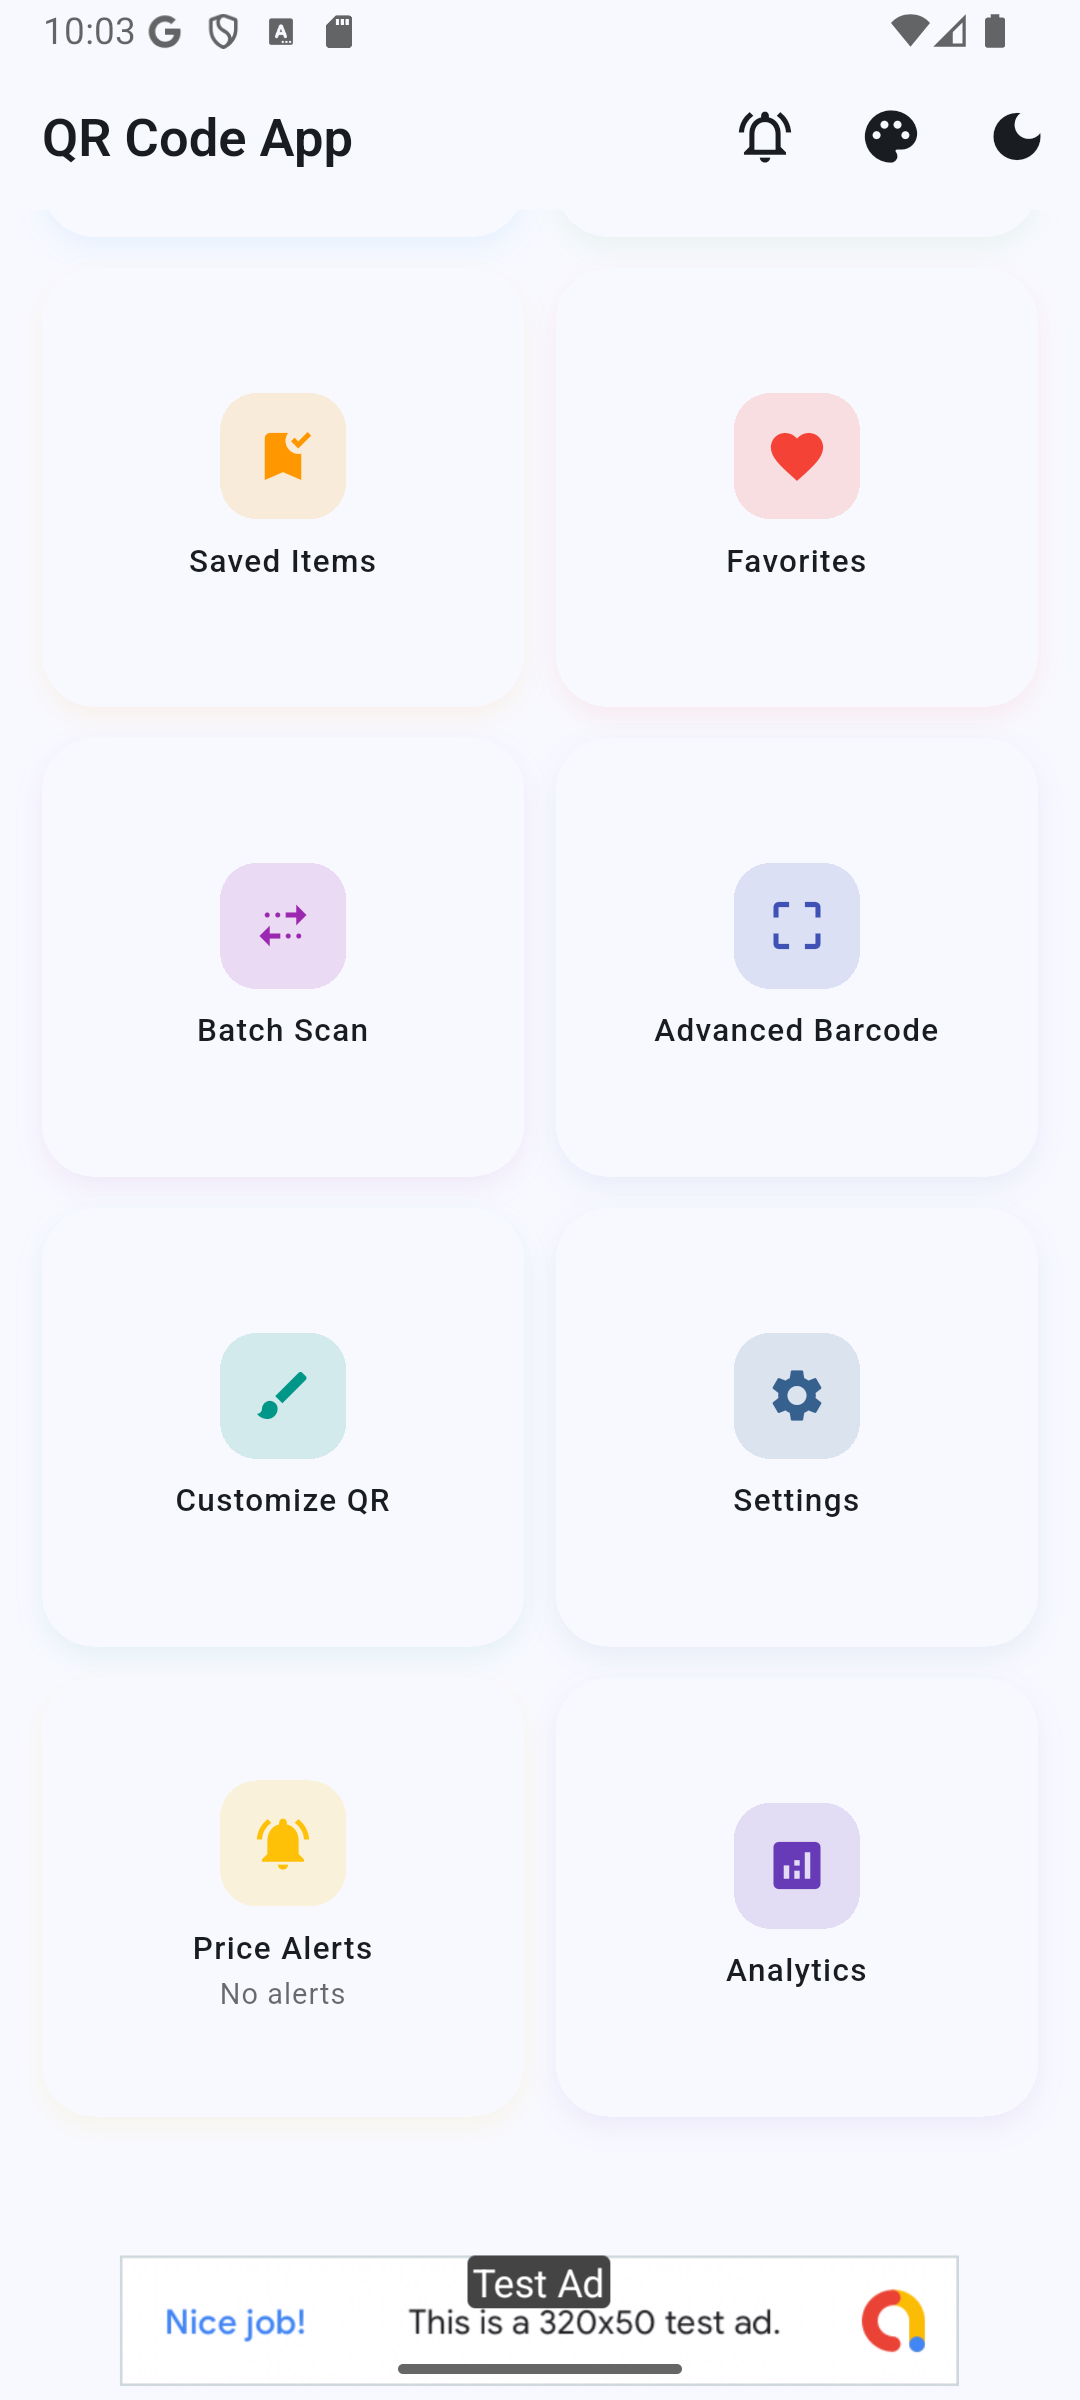 10:03
QR Code App
Saved Items
Favorites
Batch Scan
Advanced Barcode
Customize QR
Settings
Price Alerts
No alerts
Analytics
Test Ad
Nice job!
This is a 320x50 test ad.